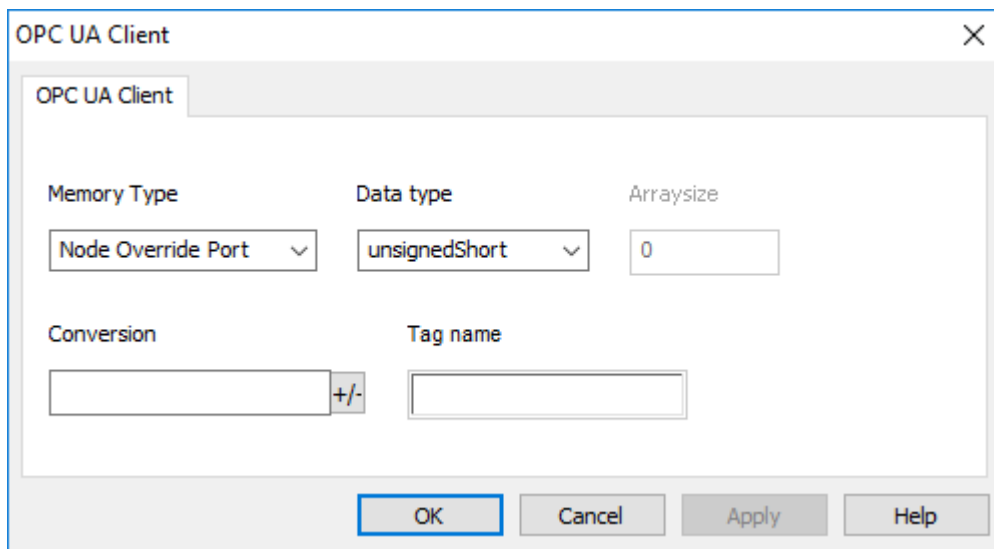 OPC UA Client
OPC UA Client
Memory Type Data type Arraysize
Node Override Port unsignedShort 0
Conversion Tag name
+/-
OK Cancel Apply Help